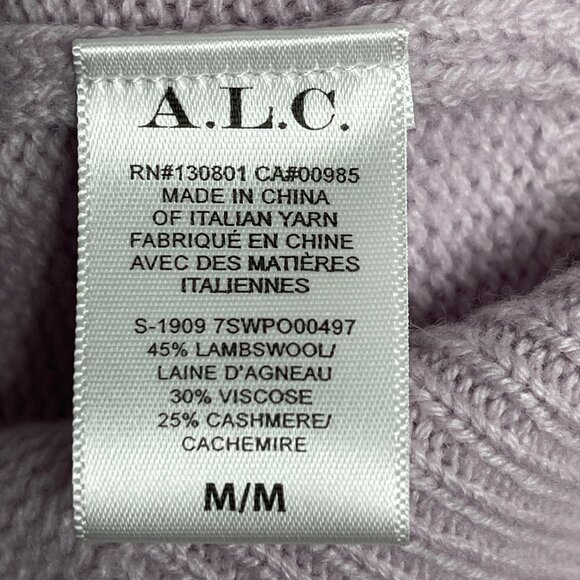 A.L.C.
RN#130801 CA#00985
MADE IN CHINA
OF ITALIAN YARN
FABRIQUÉ EN CHINE
AVEC DES MATIÈRES
ITALIENNES
S-1909 7SWPO00497
45% LAMBSWOOL/
LAINE D'AGNEAU
30% VISCOSE
25% CASHMERE/
CACHEMIRE
M/M